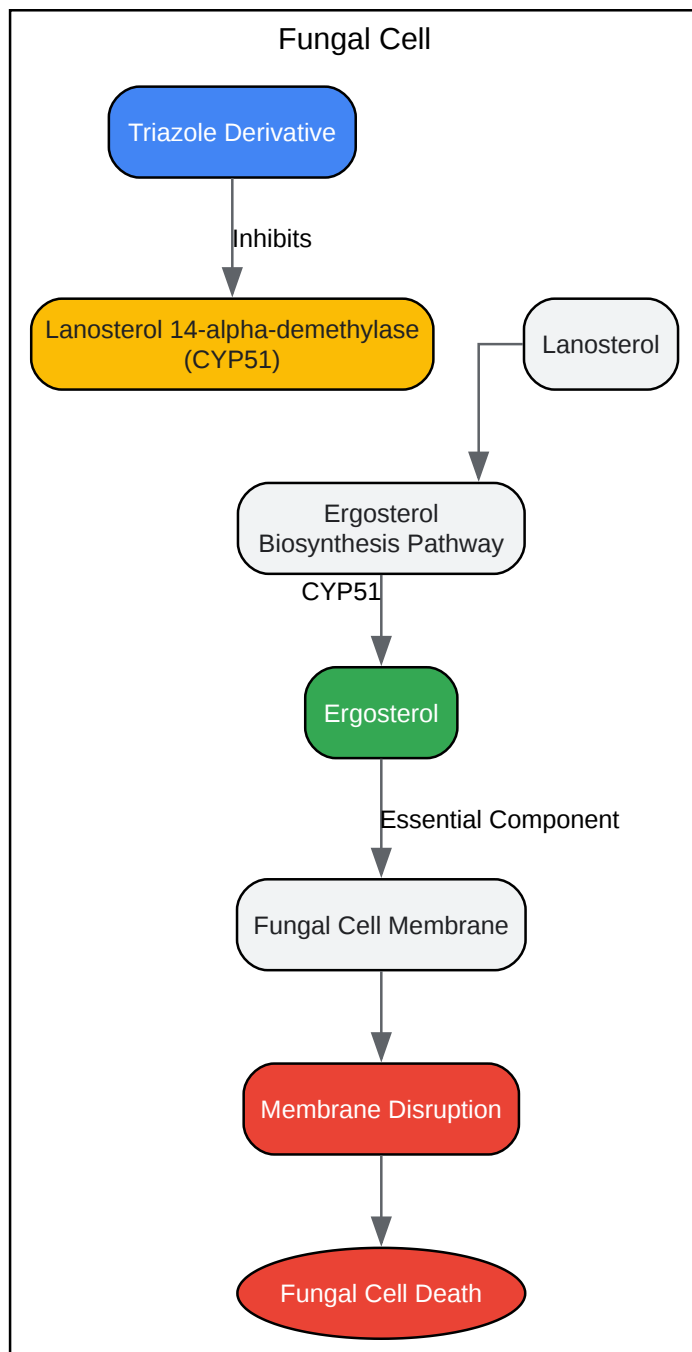 Fungal Cell
Triazole Derivative
Inhibits
Lanosterol 14-alpha-demethylase
(CYP51)
Lanosterol
Ergosterol
Biosynthesis Pathway
CYP51
Ergosterol
Essential Component
Fungal Cell Membrane
Membrane Disruption
Fungal Cell Death